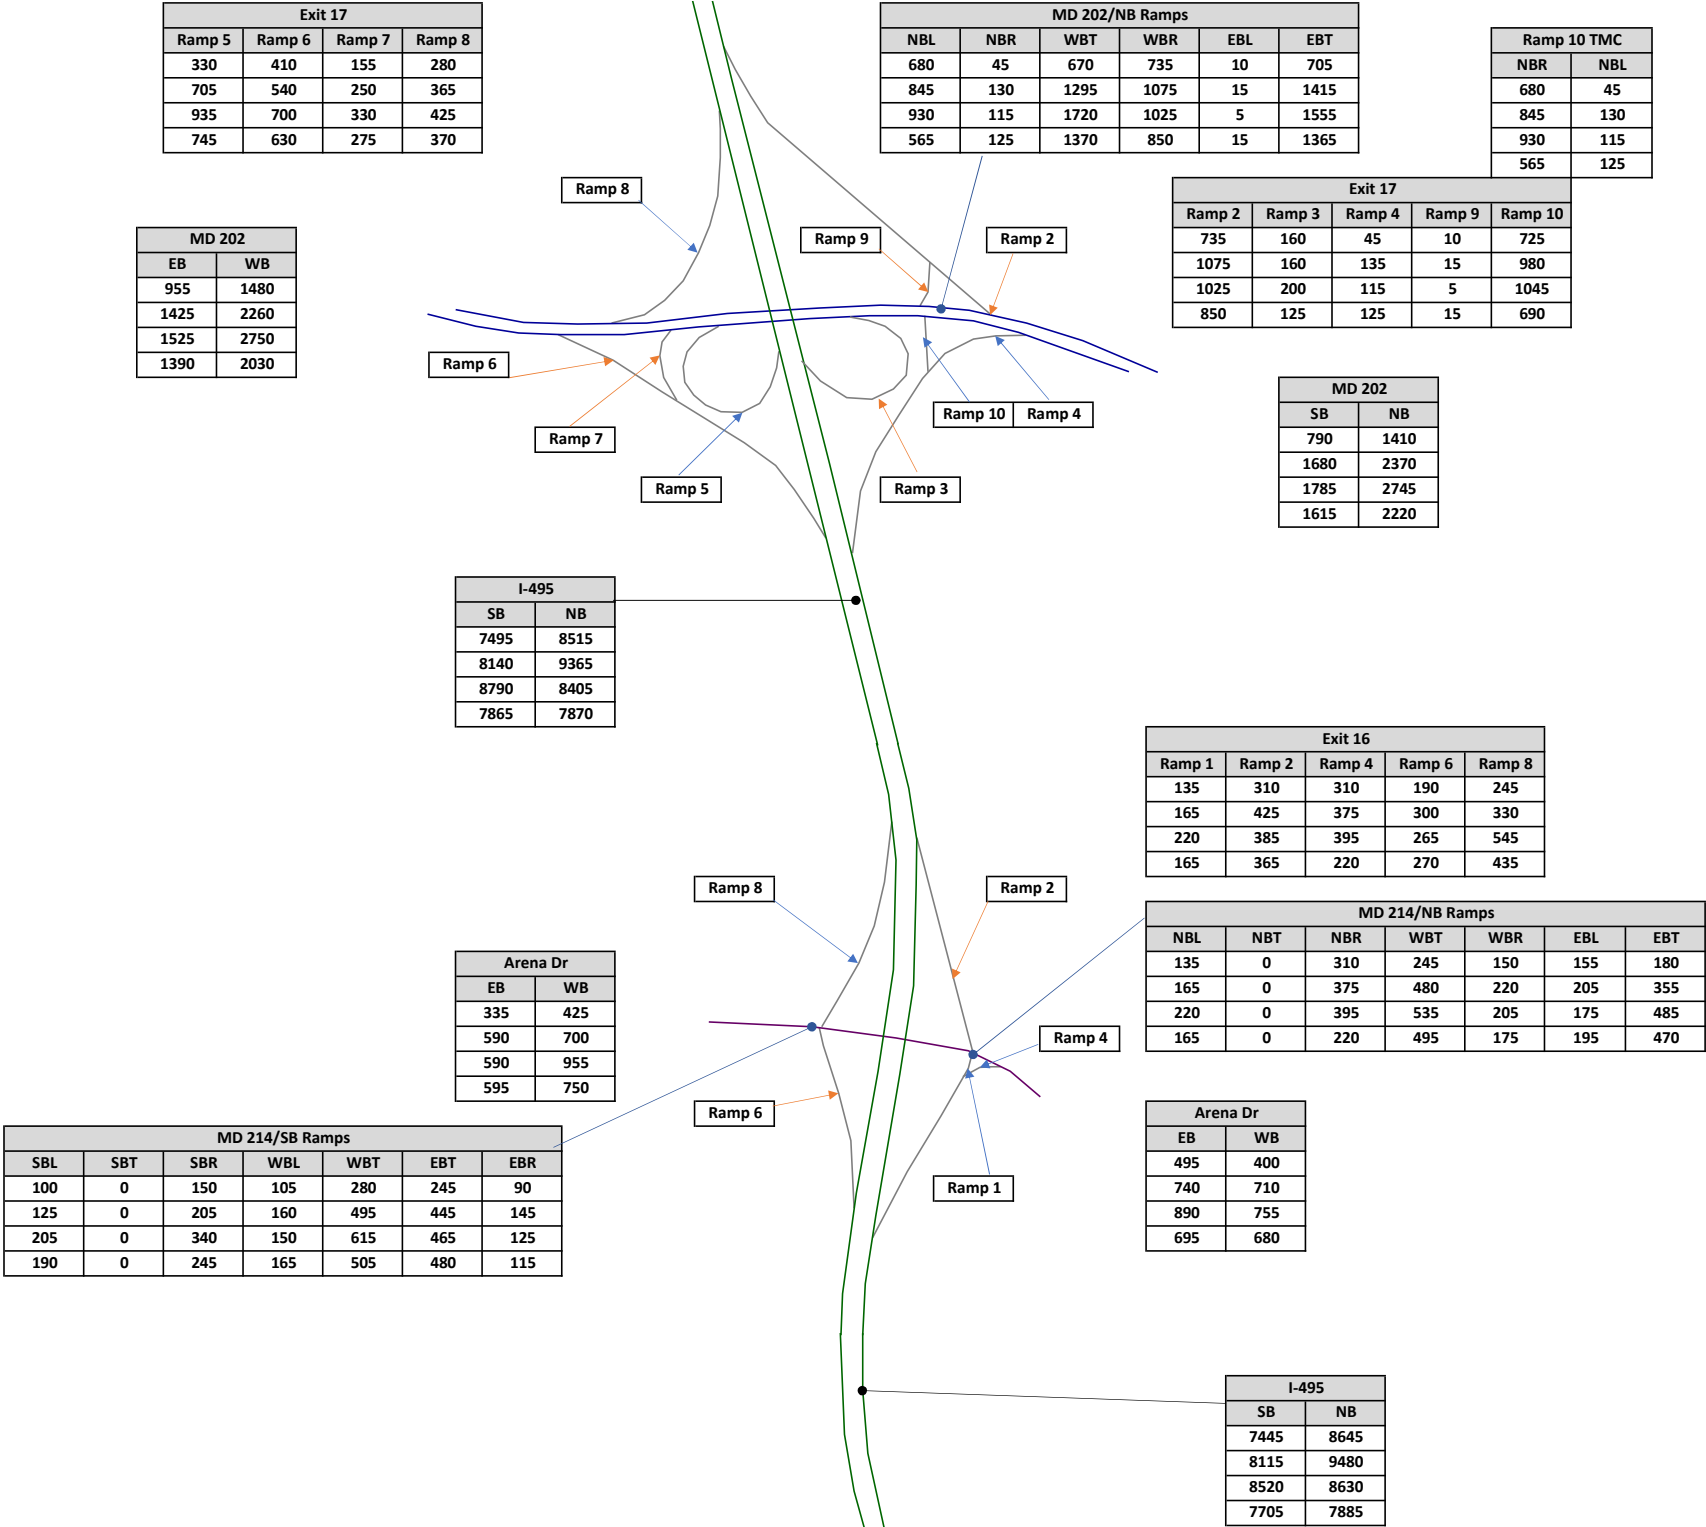 Exit 17
Ramp 5 Ramp 6 Ramp 7 Ramp 8
330 410 155 280
705 540 250 365
935 700 330 425
745 630 275 370
MD 202/NB Ramps
NBL NBR WBT WBR EBL EBT
680 45 670 735 10 705
845 130 1295 1075 15 1415
930 115 1720 1025 5 1555
565 125 1370 850 15 1365
Ramp 10 TMC
NBR NBL
680 45
845 130
930 115
565 125
Exit 17
Ramp 2 Ramp 3 Ramp 4 Ramp 9 Ramp 10
735 160 45 10 725
1075 160 135 15 980
1025 200 115 5 1045
850 125 125 15 690
Ramp 8
MD 202
EB WB
955 1480
1425 2260
1525 2750
1390 2030
Ramp 9
Ramp 2
Ramp 6
Ramp 7
Ramp 5
Ramp 10 Ramp 4
Ramp 3
MD 202
SB NB
790 1410
1680 2370
1785 2745
1615 2220
I-495
SB NB
7495 8515
8140 9365
8790 8405
7865 7870
Exit 16
Ramp 1 Ramp 2 Ramp 4 Ramp 6 Ramp 8
135 310 310 190 245
165 425 375 300 330
220 385 395 265 545
165 365 220 270 435
Ramp 8
Ramp 2
MD 214/NB Ramps
NBL NBT NBR WBT WBR EBL EBT
135 0 310 245 150 155 180
165 0 375 480 220 205 355
220 0 395 535 205 175 485
165 0 220 495 175 195 470
Arena Dr
EB WB
335 425
590 700
590 955
595 750
Ramp 4
Ramp 6
MD 214/SB Ramps
SBL SBT SBR WBL WBT EBT EBR
100 0 150 105 280 245 90
125 0 205 160 495 445 145
205 0 340 150 615 465 125
190 0 245 165 505 480 115
Ramp 1
Arena Dr
EB WB
495 400
740 710
890 755
695 680
I-495
SB NB
7445 8645
8115 9480
8520 8630
7705 7885